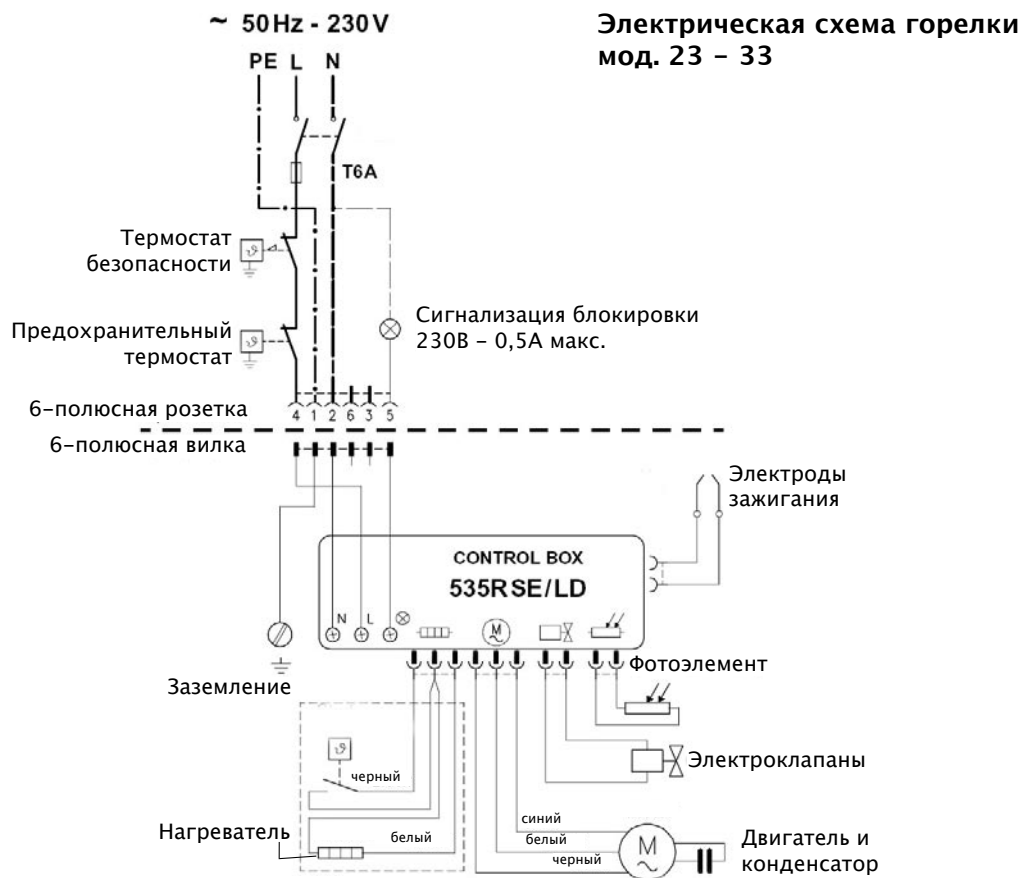 ~ 50Hz - 230V
Электрическая схема горелки
мод. 23 – 33
PE L N
T6A
Термостат
безопасности
Сигнализация блокировки
230В – 0,5А макс.
Предохранительный
термостат
6-полюсная розетка
4 1 2 6 3 5
6-полюсная вилка
Электроды
зажигания
CONTROL BOX
535RSE/LD
N L
M
~
Заземление
Фотоэлемент
Электроклапаны
черный
Нагреватель
белый
синий
белый
черный
M
~
Двигатель и
конденсатор